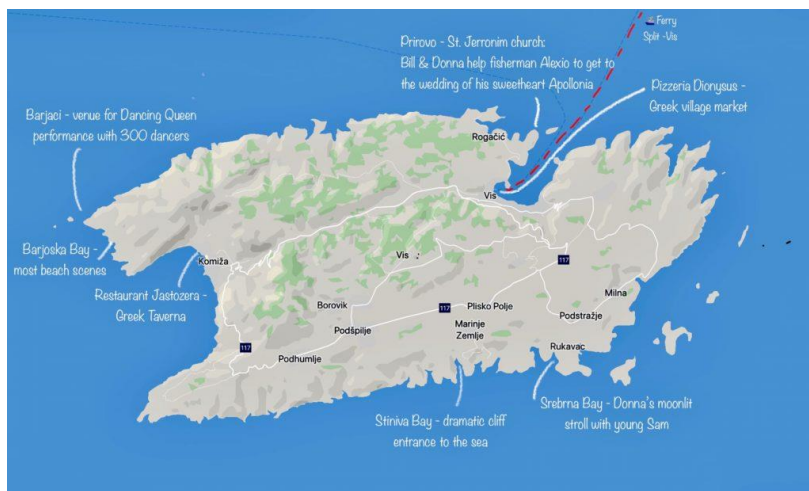 Ferry
Split -Vis
Prirovo - St. Jerronim church:
Bill & Donna help fisherman Alexio to get to
the wedding of his sweetheart Apollonia
Pizzeria Dionysus -
Greek village market
Barjaci - venue for Dancing Queen
performance with 300 dancers
Rogačić
Vis
Barjoska Bay -
most beach scenes
Komiža
Vis
117
Restaurant Jastozera -
Greek Taverna
Milna
Borovik
117
Plisko Polje
Podstražje
Podšpilje
Marinje
Zemlje
117
Podhumlje
Rukavac
Stiniva Bay - dramatic cliff
entrance to the sea
Srebrna Bay - Donna's moonlit
stroll with young Sam